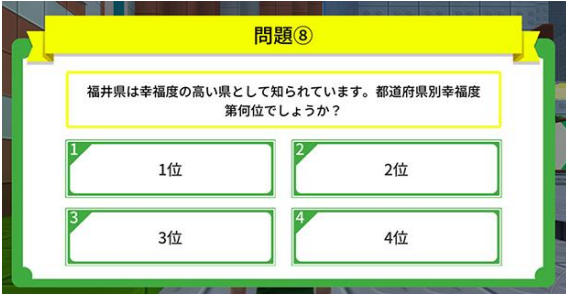 問題⑧
福井県は幸福度の高い県として知られています。都道府県別幸福度
第何位でしょうか？
1
1位
2
2位
3
3位
4
4位